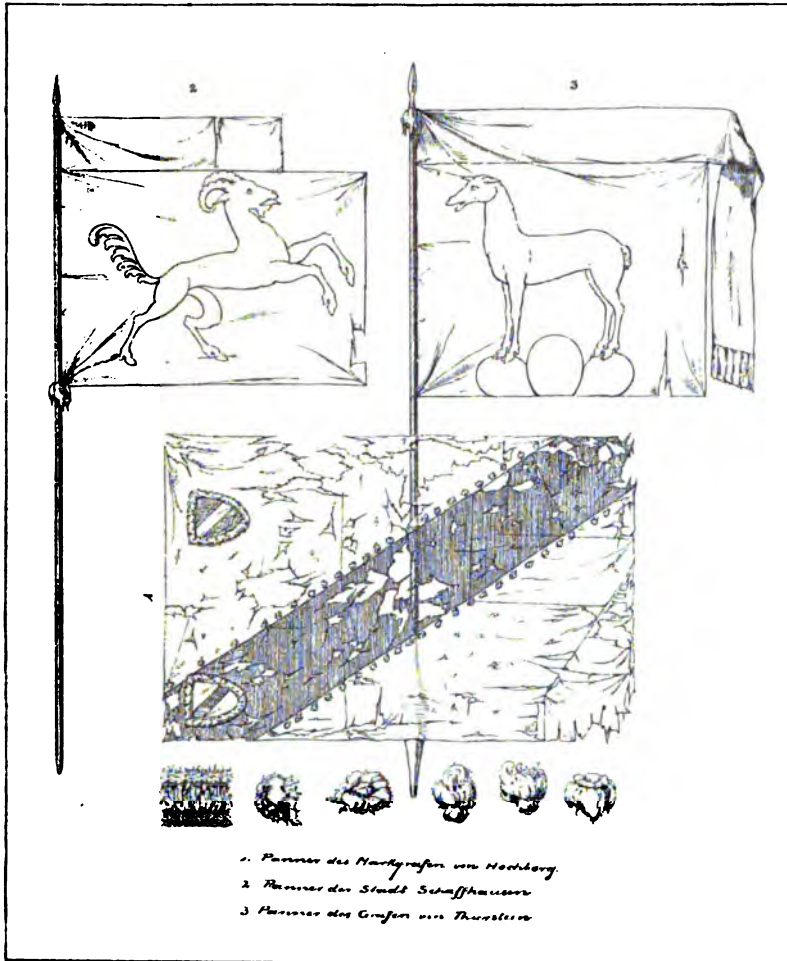 2
3
1
1. Panner des Markgrafen von Hochberg.
2 Panner der Stadt Schaffhausen
3 Panner des Grafen von Thierstein